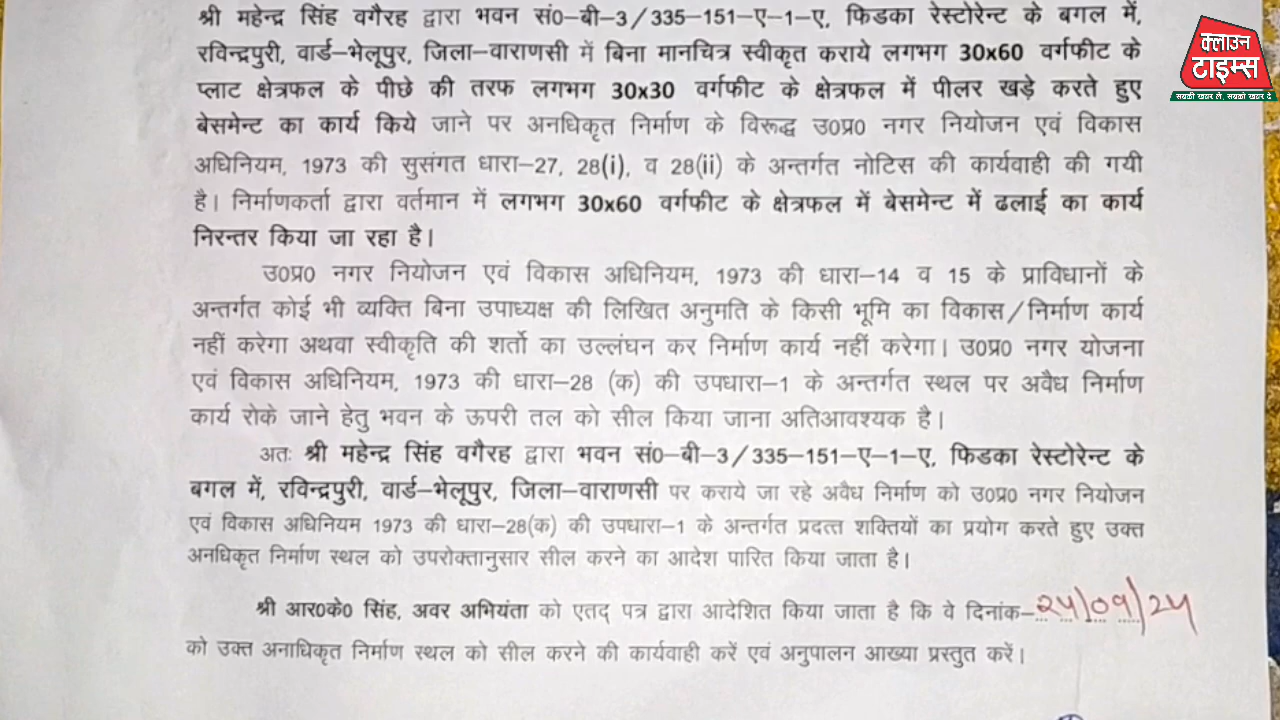 श्री महेन्द्र सिंह वगैरह द्वारा भवन सं0–बी–3/335–151–ए–1–ए, फिडका रेस्टोरेन्ट के बगल में,
रविन्द्रपुरी, वार्ड–भेलूपुर, जिला–वाराणसी में बिना मानचित्र स्वीकृत कराये लगभग 30x60 वर्गफीट के
प्लाट क्षेत्रफल के पीछे की तरफ लगभग 30x30 वर्गफीट के क्षेत्रफल में पीलर खड़े करते हुए
बेसमेन्ट का कार्य किये जाने पर अनधिकृत निर्माण के विरूद्ध उ0प्र0 नगर नियोजन एवं विकास
अधिनियम, 1973 की सुसंगत धारा–27, 28(i), व 28(ii) के अन्तर्गत नोटिस की कार्यवाही की गयी
है। निर्माणकर्ता द्वारा वर्तमान में लगभग 30x60 वर्गफीट के क्षेत्रफल में बेसमेन्ट में ढलाई का कार्य
निरन्तर किया जा रहा है।
उ0प्र0 नगर नियोजन एवं विकास अधिनियम, 1973 की धारा–14 व 15 के प्राविधानों के
अन्तर्गत कोई भी व्यक्ति बिना उपाध्यक्ष की लिखित अनुमति के किसी भूमि का विकास/निर्माण कार्य
नहीं करेगा अथवा स्वीकृति की शर्तो का उल्लंघन कर निर्माण कार्य नहीं करेगा। उ0प्र0 नगर योजना
एवं विकास अधिनियम, 1973 की धारा–28 (क) की उपधारा–1 के अन्तर्गत स्थल पर अवैध निर्माण
कार्य रोके जाने हेतु भवन के ऊपरी तल को सील किया जाना अतिआवश्यक है।
अतः श्री महेन्द्र सिंह वगैरह द्वारा भवन सं0–बी–3/335–151–ए–1–ए, फिडका रेस्टोरेन्ट के
बगल में, रविन्द्रपुरी, वार्ड–भेलूपुर, जिला–वाराणसी पर कराये जा रहे अवैध निर्माण को उ0प्र0 नगर नियोजन
एवं विकास अधिनियम 1973 की धारा–28(क) की उपधारा–1 के अन्तर्गत प्रदत्त शक्तियों का प्रयोग करते हुए उक्त
अनधिकृत निर्माण स्थल को उपरोक्तानुसार सील करने का आदेश पारित किया जाता है।
श्री आर0के0 सिंह, अवर अभियंता को एतद् पत्र द्वारा आदेशित किया जाता है कि वे दिनांक–२५/०9/२५
को उक्त अनाधिकृत निर्माण स्थल को सील करने की कार्यवाही करें एवं अनुपालन आख्या प्रस्तुत करें।
क्लाउन
टाइम्स
सबकी खबर ले, सबको खबर दे